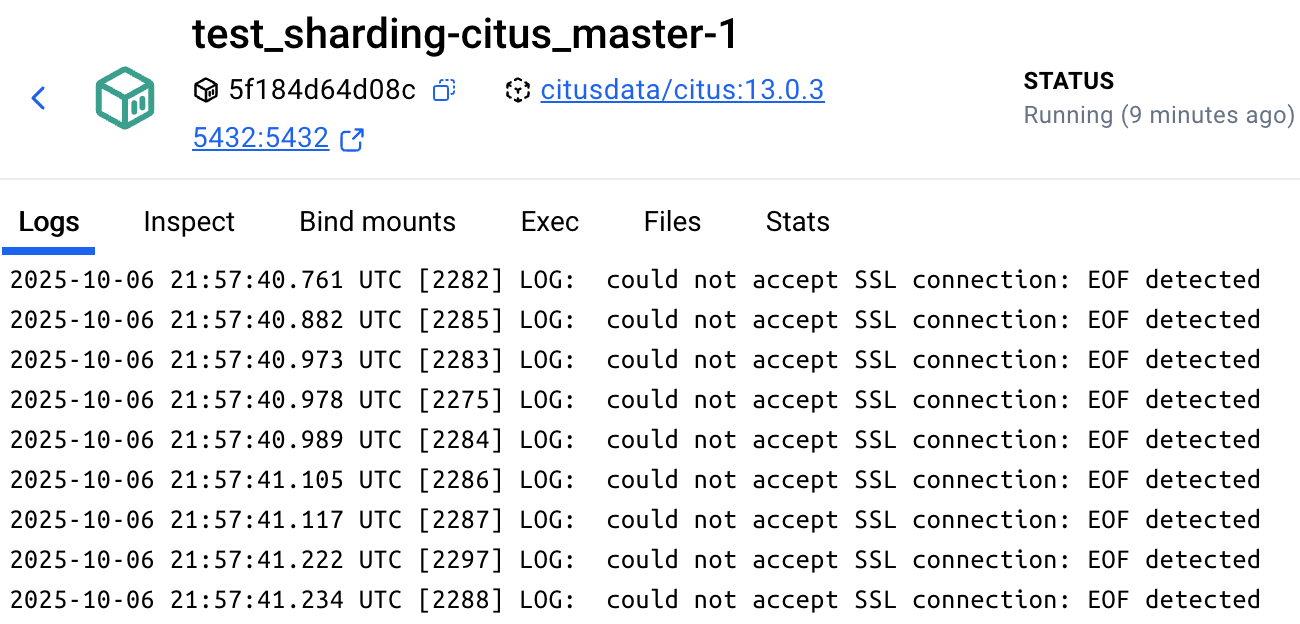 test_sharding-citus_master-1
5f184d64d08c
citusdata/citus:13.0.3
5432:5432
STATUS
Running (9 minutes ago)
Logs Inspect Bind mounts Exec Files Stats
2025-10-06 21:57:40.761 UTC [2282] LOG:  could not accept SSL connection: EOF detected
2025-10-06 21:57:40.882 UTC [2285] LOG:  could not accept SSL connection: EOF detected
2025-10-06 21:57:40.973 UTC [2283] LOG:  could not accept SSL connection: EOF detected
2025-10-06 21:57:40.978 UTC [2275] LOG:  could not accept SSL connection: EOF detected
2025-10-06 21:57:40.989 UTC [2284] LOG:  could not accept SSL connection: EOF detected
2025-10-06 21:57:41.105 UTC [2286] LOG:  could not accept SSL connection: EOF detected
2025-10-06 21:57:41.117 UTC [2287] LOG:  could not accept SSL connection: EOF detected
2025-10-06 21:57:41.222 UTC [2297] LOG:  could not accept SSL connection: EOF detected
2025-10-06 21:57:41.234 UTC [2288] LOG:  could not accept SSL connection: EOF detected